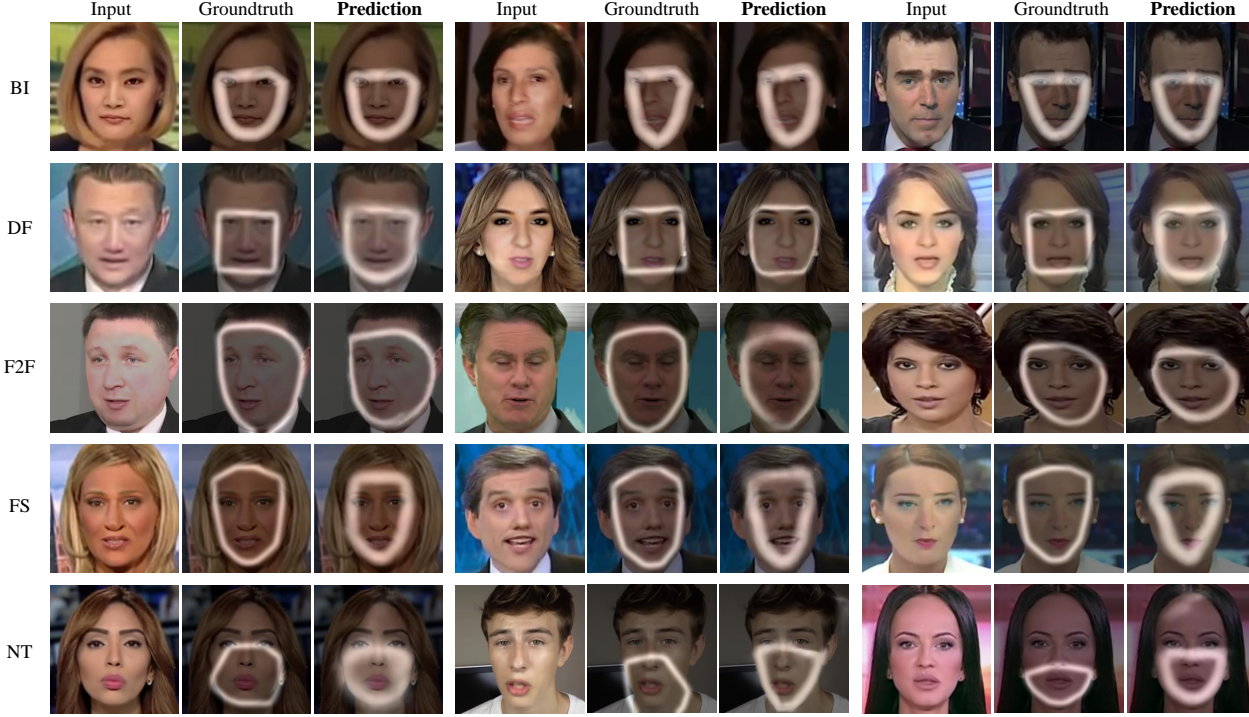 Input Groundtruth Prediction Input Groundtruth Prediction Input Groundtruth Prediction
BI
DF
F2F
FS
NT